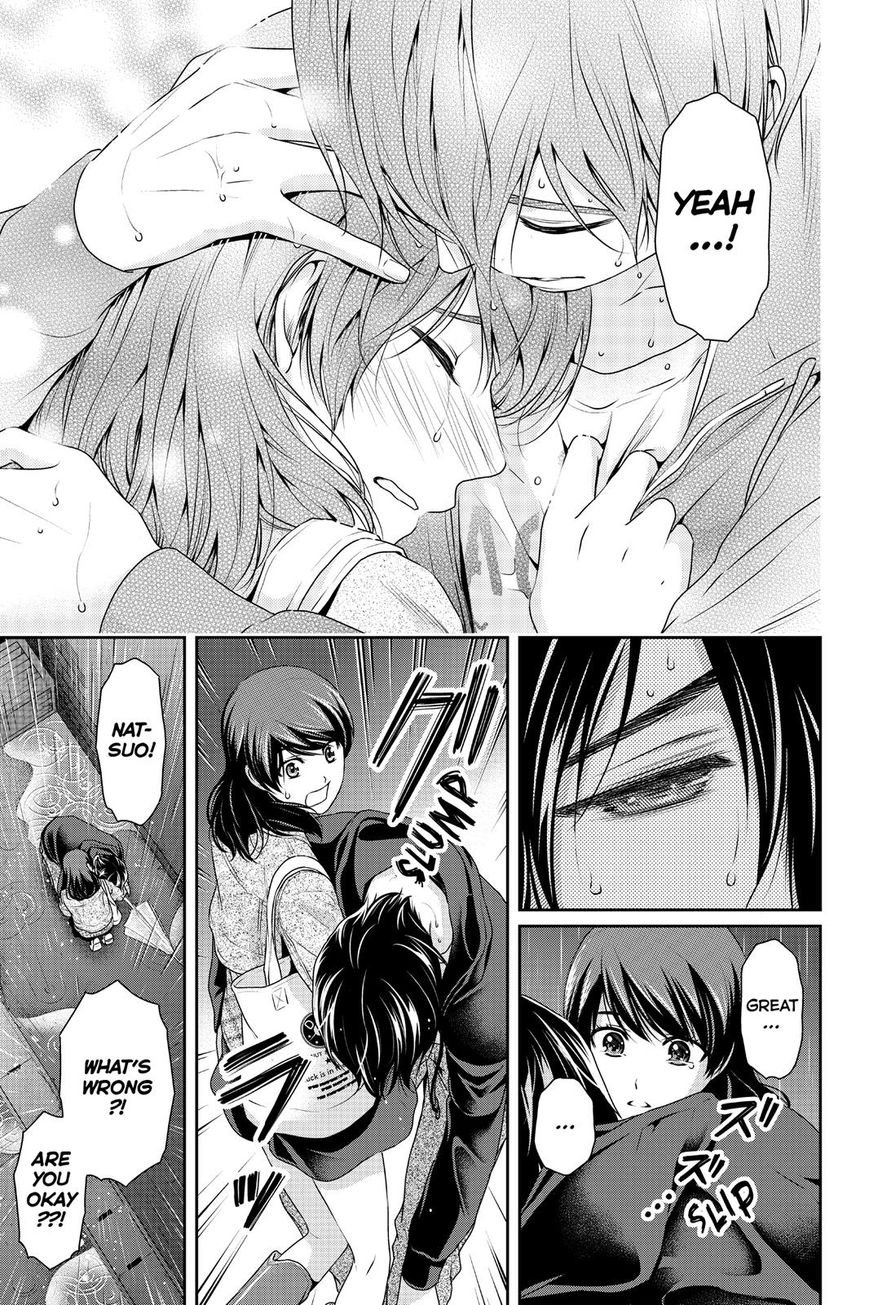 YEAH
...!
GREAT
...
...
ズ
ズ
...
SLIP
グ
ラ
SLUMP
NAT-
SUO!
WHAT'S
WRONG
?!
ARE
YOU
OKAY
??!